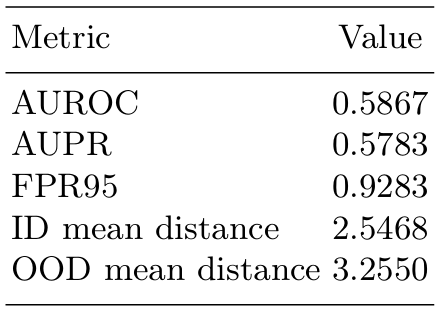 Metric Value
AUROC 0.5867
AUPR 0.5783
FPR95 0.9283
ID mean distance 2.5468
OOD mean distance 3.2550